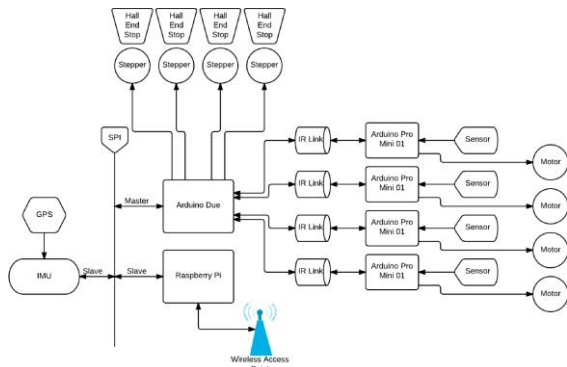 Hall
End
Stop
Hall
End
Stop
Hall
End
Stop
Hall
End
Stop
Stepper
Stepper
Stepper
Stepper
SPI
IR Link
Arduino Pro
Mini 01
Sensor
Motor
Master
Arduino Due
IR Link
Arduino Pro
Mini 01
Sensor
Motor
GPS
IR Link
Arduino Pro
Mini 01
Sensor
Motor
IMU
Slave
Slave
Raspberry Pi
IR Link
Arduino Pro
Mini 01
Sensor
Motor
Wireless Access